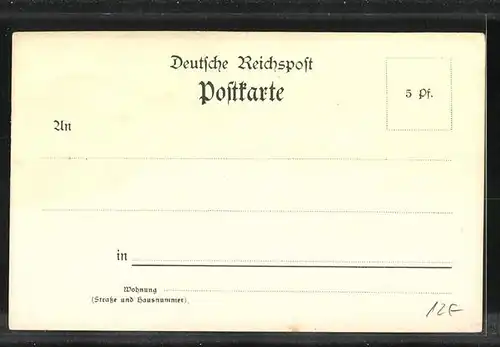 Deutsche Reichspost
Postkarte
5 Pf.
An
in
Wohnung
(Straße und Hausnummer).
12F